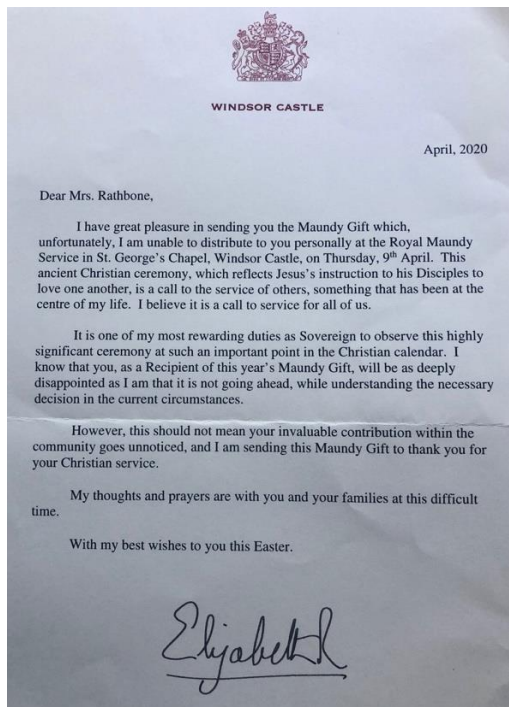 WINDSOR CASTLE
April, 2020
Dear Mrs. Rathbone,
I have great pleasure in sending you the Maundy Gift which,
unfortunately, I am unable to distribute to you personally at the Royal Maundy
Service in St. George's Chapel, Windsor Castle, on Thursday, 9th April. This
ancient Christian ceremony, which reflects Jesus's instruction to his Disciples to
love one another, is a call to the service of others, something that has been at the
centre of my life. I believe it is a call to service for all of us.
It is one of my most rewarding duties as Sovereign to observe this highly
significant ceremony at such an important point in the Christian calendar. I
know that you, as a Recipient of this year's Maundy Gift, will be as deeply
disappointed as I am that it is not going ahead, while understanding the necessary
decision in the current circumstances.
However, this should not mean your invaluable contribution within the
community goes unnoticed, and I am sending this Maundy Gift to thank you for
your Christian service.
My thoughts and prayers are with you and your families at this difficult
time.
With my best wishes to you this Easter.
Elizabeth R